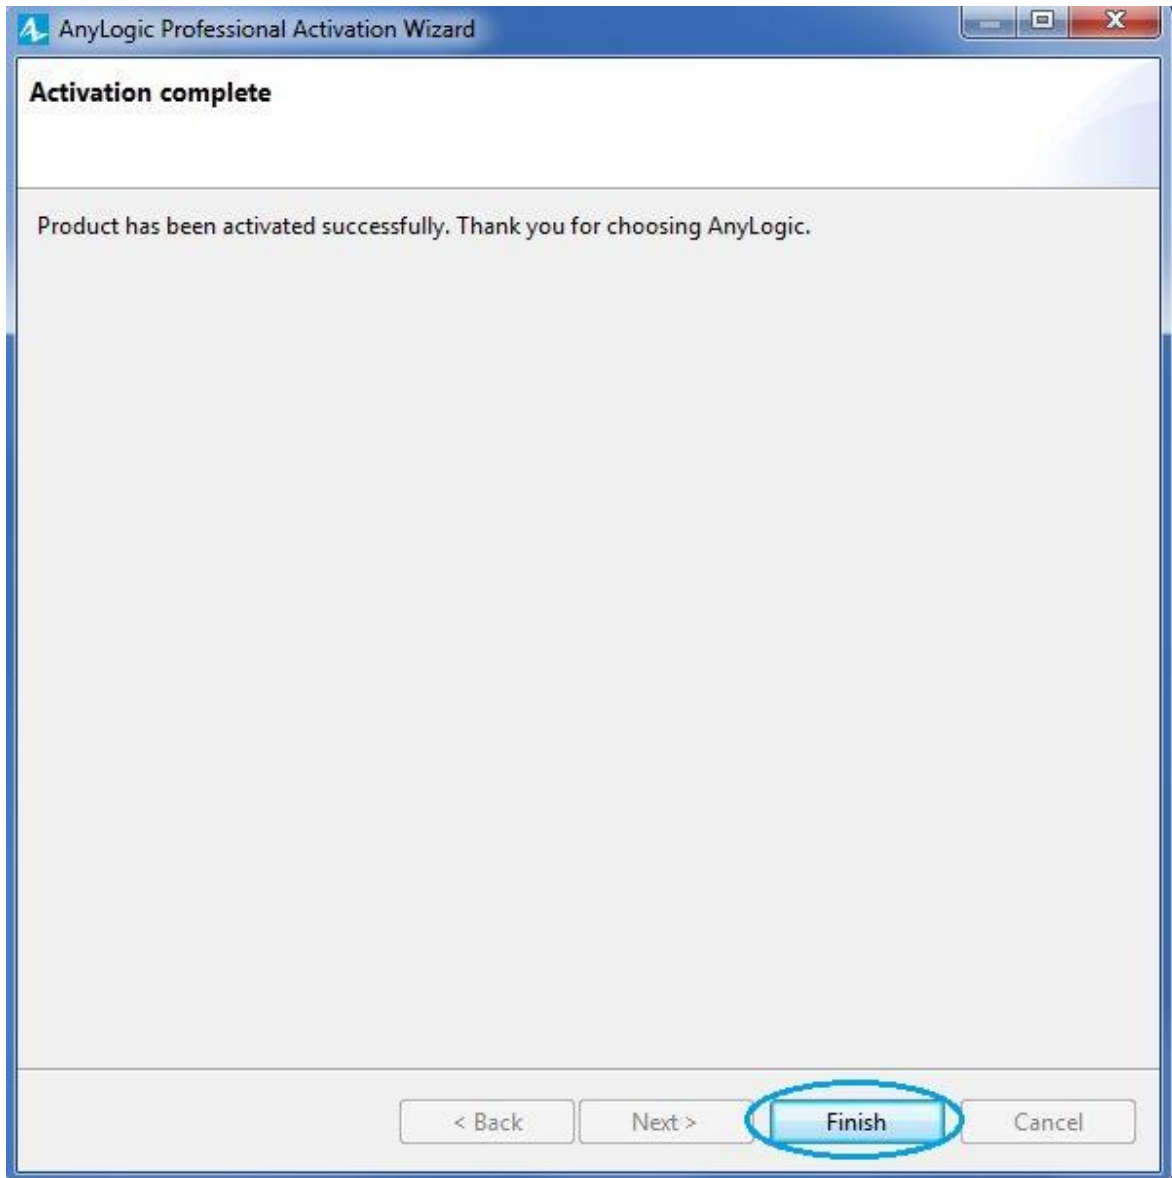 AnyLogic Professional Activation Wizard
Activation complete
Product has been activated successfully. Thank you for choosing AnyLogic.
< Back Next > Finish Cancel